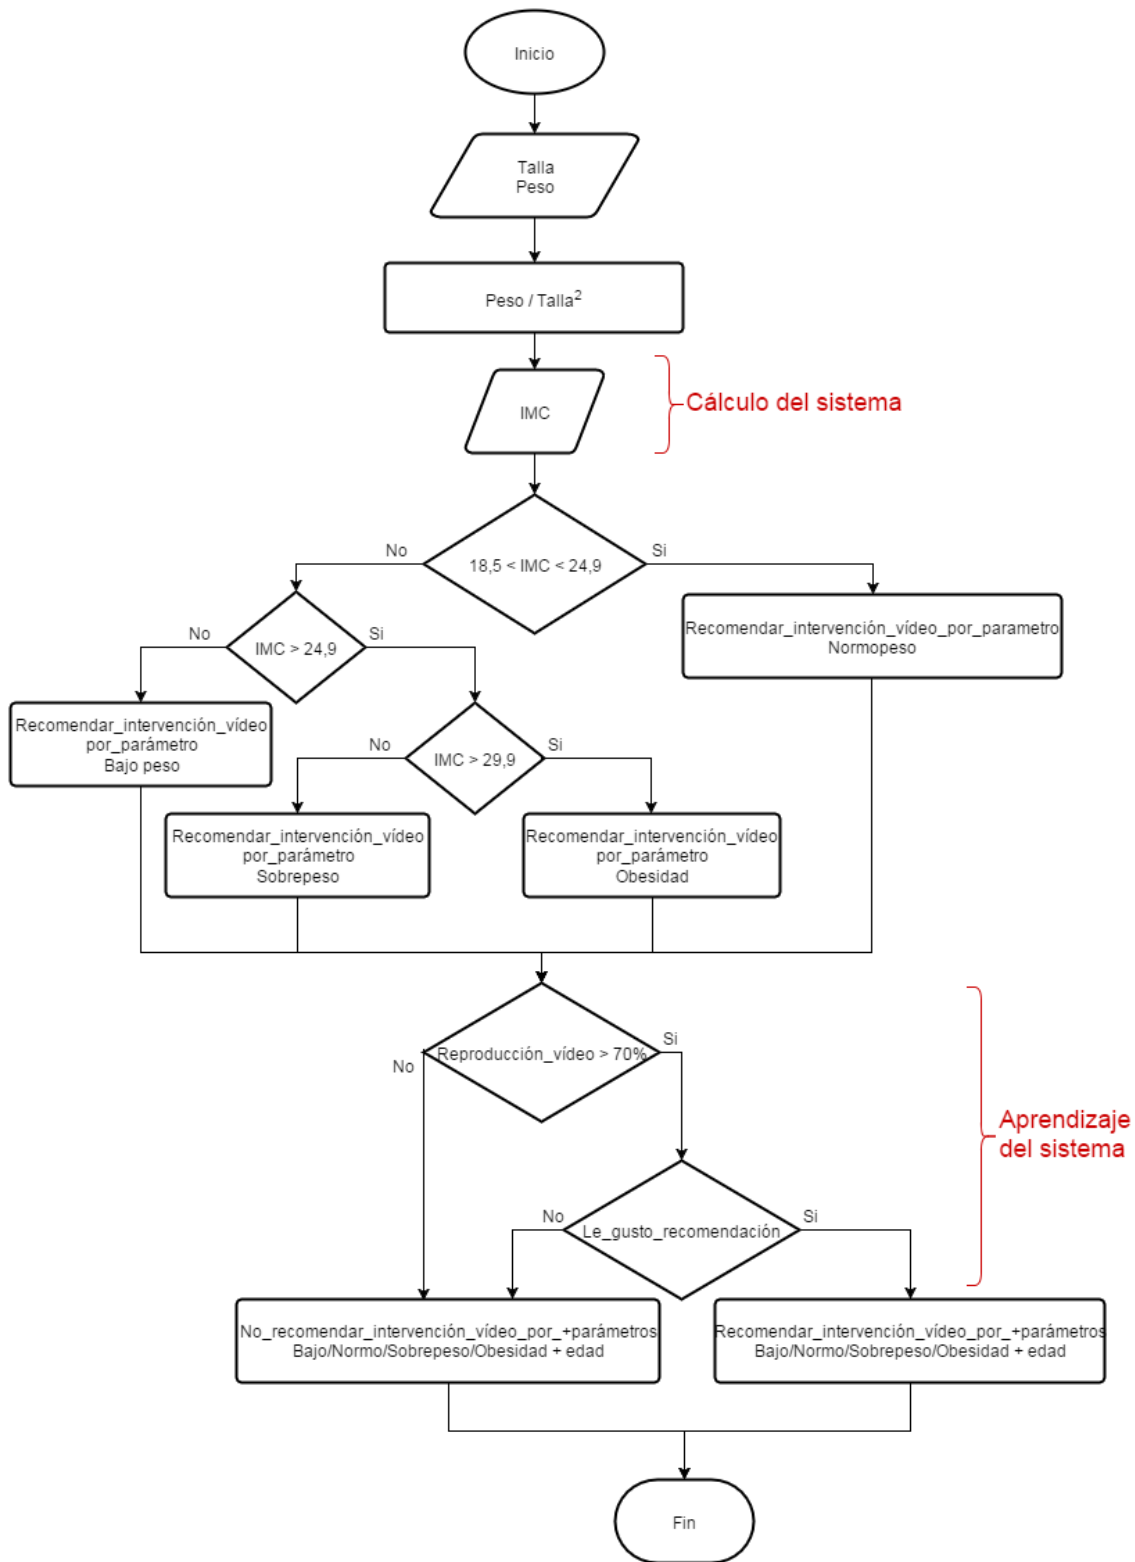 Inicio
Talla
Peso
Peso / Talla²
IMC
Cálculo del sistema
18,5 < IMC < 24,9
No
Si
IMC > 24,9
No
Si
Recomendar_intervención_vídeo_por_parametro
Normopeso
Recomendar_intervención_vídeo
por_parámetro
Bajo peso
IMC > 29,9
No
Si
Recomendar_intervención_vídeo
por_parámetro
Sobrepeso
Recomendar_intervención_vídeo
por_parámetro
Obesidad
Reproducción_vídeo > 70%
No
Si
Aprendizaje
del sistema
Le_gusto_recomendación
No
Si
No_recomendar_intervención_vídeo_por_+parámetros
Bajo/Normo/Sobrepeso/Obesidad + edad
Recomendar_intervención_vídeo_por_+parámetros
Bajo/Normo/Sobrepeso/Obesidad + edad
Fin